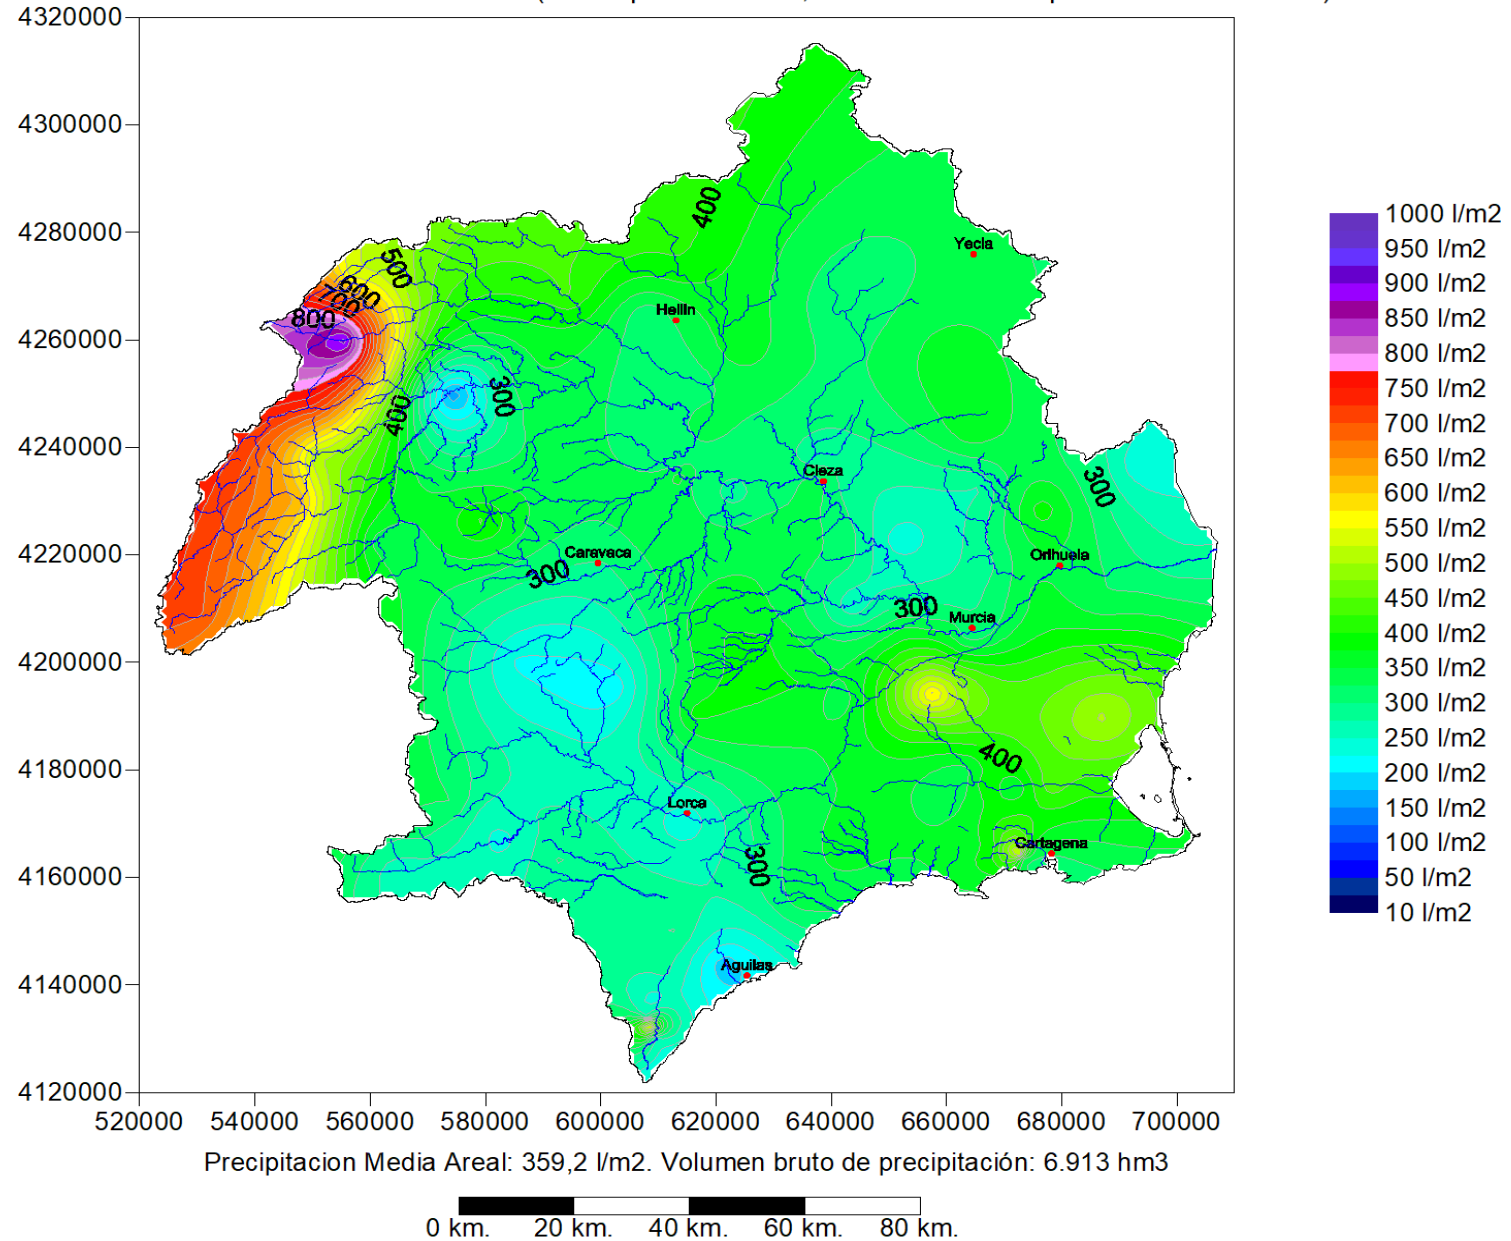 4320000
4300000
4280000
4260000
4240000
4220000
4200000
4180000
4160000
4140000
4120000
520000 540000 560000 580000 600000 620000 640000 660000 680000 700000
400
500
600
700
800
400
300
300
300
300
400
300
Yecla
Hellin
Cieza
Caravaca
Orihuela
Murcia
Lorca
Cartagena
Aguilas
1000 l/m2
950 l/m2
900 l/m2
850 l/m2
800 l/m2
750 l/m2
700 l/m2
650 l/m2
600 l/m2
550 l/m2
500 l/m2
450 l/m2
400 l/m2
350 l/m2
300 l/m2
250 l/m2
200 l/m2
150 l/m2
100 l/m2
50 l/m2
10 l/m2
Precipitacion Media Areal: 359,2 l/m2. Volumen bruto de precipitación: 6.913 hm3
0 km. 20 km. 40 km. 60 km. 80 km.